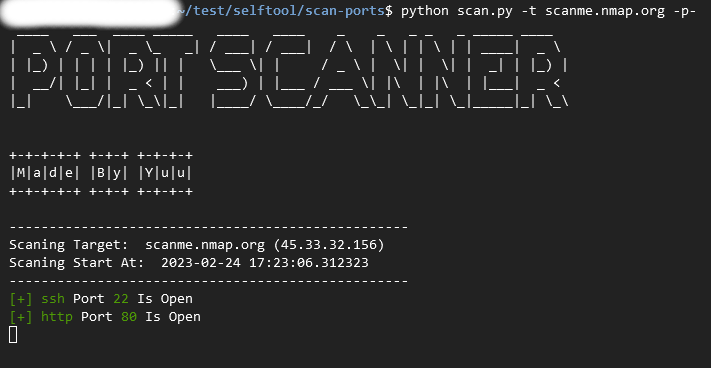 ~/test/selftool/scan-ports$ python scan.py -t scanme.nmap.org -p-
PORT SCANNER
+-+-+-+-+ +-+-+ +-+-+-+
|M|a|d|e| |B|y| |Y|u|u|
+-+-+-+-+ +-+-+ +-+-+-+
--------------------------------------------------
Scaning Target:  scanme.nmap.org (45.33.32.156)
Scaning Start At:  2023-02-24 17:23:06.312323
--------------------------------------------------
[+] ssh Port 22 Is Open
[+] http Port 80 Is Open